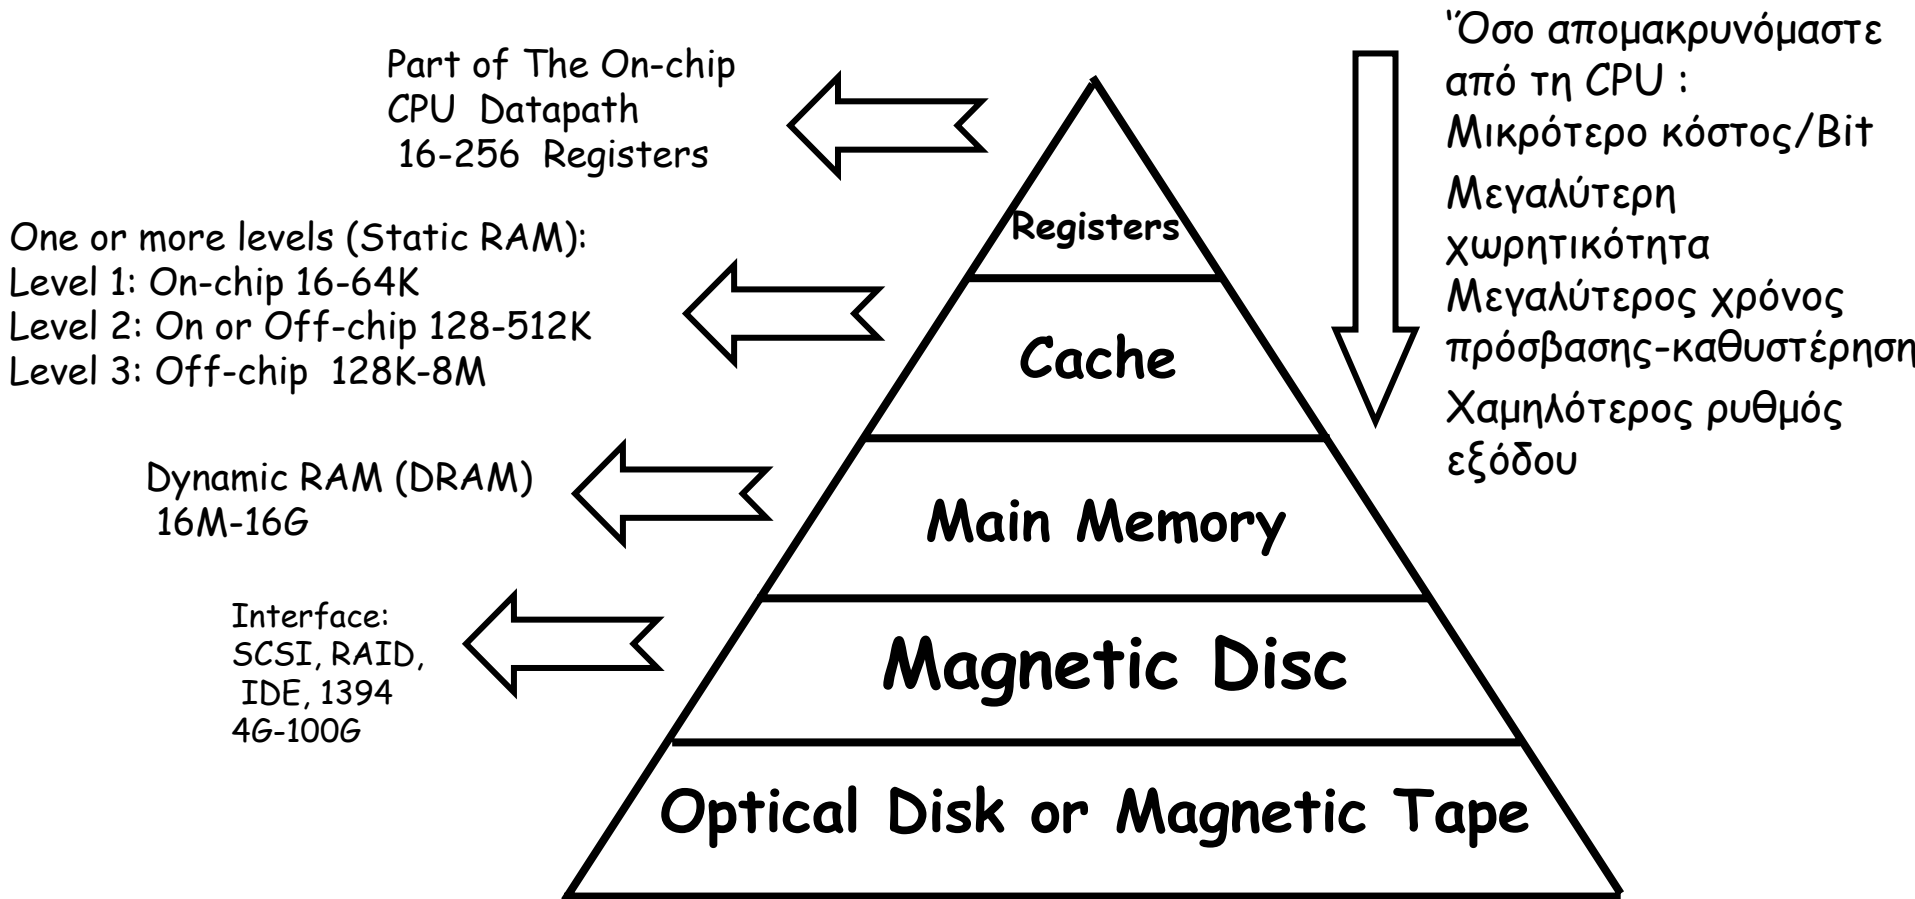 Part of The On-chip
CPU Datapath
16-256 Registers
One or more levels (Static RAM):
Level 1: On-chip 16-64K
Level 2: On or Off-chip 128-512K
Level 3: Off-chip 128K-8M
Dynamic RAM (DRAM)
16M-16G
Interface:
SCSI, RAID,
IDE, 1394
4G-100G
Registers
Cache
Main Memory
Magnetic Disc
Optical Disk or Magnetic Tape
‘Όσο απομακρυνόμαστε
από τη CPU :
Μικρότερο κόστος/Bit
Μεγαλύτερη
χωρητικότητα
Μεγαλύτερος χρόνος
πρόσβασης-καθυστέρηση
Χαμηλότερος ρυθμός
εξόδου